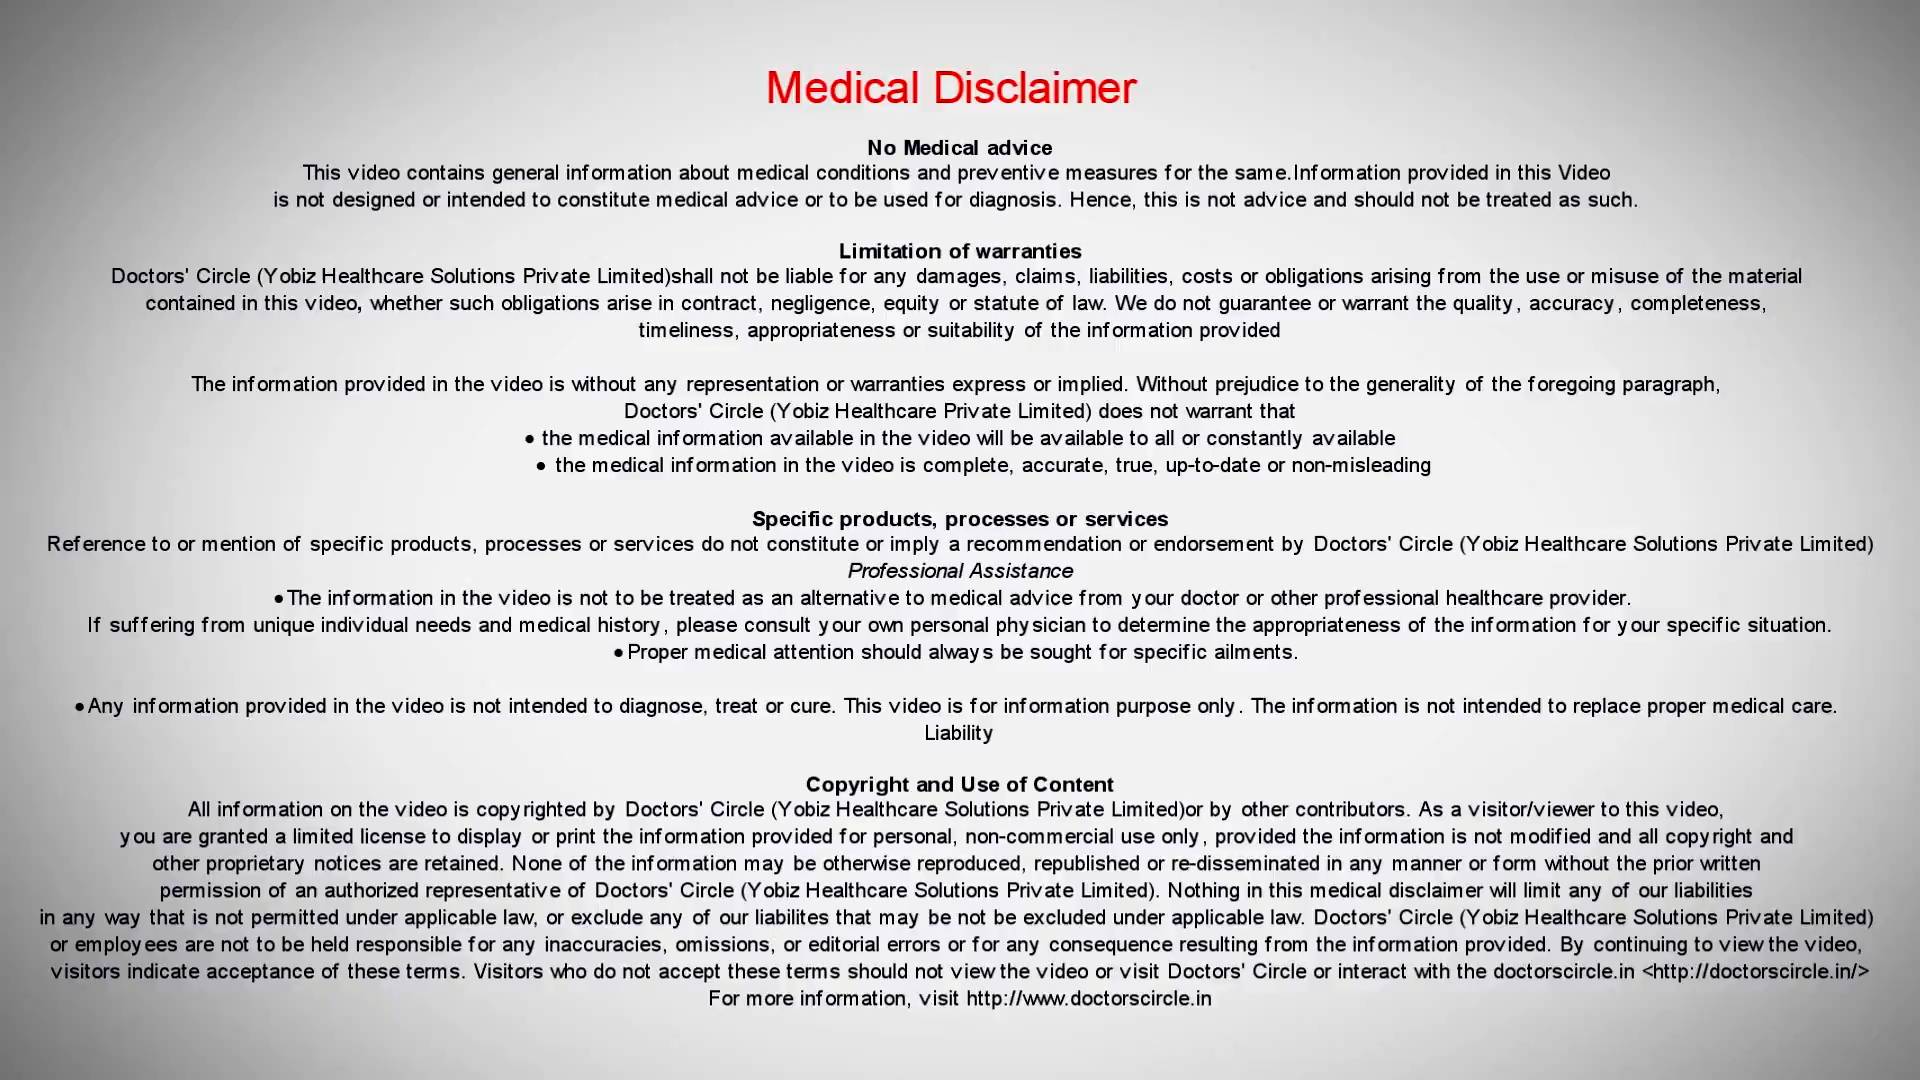 Medical Disclaimer
No Medical advice
This video contains general information about medical conditions and preventive measures for the same.Information provided in this Video
is not designed or intended to constitute medical advice or to be used for diagnosis. Hence, this is not advice and should not be treated as such.
Limitation of warranties
Doctors' Circle (Yobiz Healthcare Solutions Private Limited)shall not be liable for any damages, claims, liabilities, costs or obligations arising from the use or misuse of the material
contained in this video, whether such obligations arise in contract, negligence, equity or statute of law. We do not guarantee or warrant the quality, accuracy, completeness,
timeliness, appropriateness or suitability of the information provided
The information provided in the video is without any representation or warranties express or implied. Without prejudice to the generality of the foregoing paragraph,
Doctors' Circle (Yobiz Healthcare Private Limited) does not warrant that
• the medical information available in the video will be available to all or constantly available
• the medical information in the video is complete, accurate, true, up-to-date or non-misleading
Specific products, processes or services
Reference to or mention of specific products, processes or services do not constitute or imply a recommendation or endorsement by Doctors' Circle (Yobiz Healthcare Solutions Private Limited)
Professional Assistance
•The information in the video is not to be treated as an alternative to medical advice from your doctor or other professional healthcare provider.
If suffering from unique individual needs and medical history, please consult your own personal physician to determine the appropriateness of the information for your specific situation.
•Proper medical attention should always be sought for specific ailments.
•Any information provided in the video is not intended to diagnose, treat or cure. This video is for information purpose only. The information is not intended to replace proper medical care.
Liability
Copyright and Use of Content
All information on the video is copyrighted by Doctors' Circle (Yobiz Healthcare Solutions Private Limited)or by other contributors. As a visitor/viewer to this video,
you are granted a limited license to display or print the information provided for personal, non-commercial use only, provided the information is not modified and all copyright and
other proprietary notices are retained. None of the information may be otherwise reproduced, republished or re-disseminated in any manner or form without the prior written
permission of an authorized representative of Doctors' Circle (Yobiz Healthcare Solutions Private Limited). Nothing in this medical disclaimer will limit any of our liabilities
in any way that is not permitted under applicable law, or exclude any of our liabilites that may be not be excluded under applicable law. Doctors' Circle (Yobiz Healthcare Solutions Private Limited)
or employees are not to be held responsible for any inaccuracies, omissions, or editorial errors or for any consequence resulting from the information provided. By continuing to view the video,
visitors indicate acceptance of these terms. Visitors who do not accept these terms should not view the video or visit Doctors' Circle or interact with the doctorscircle.in <http://doctorscircle.in/>
For more information, visit http://www.doctorscircle.in